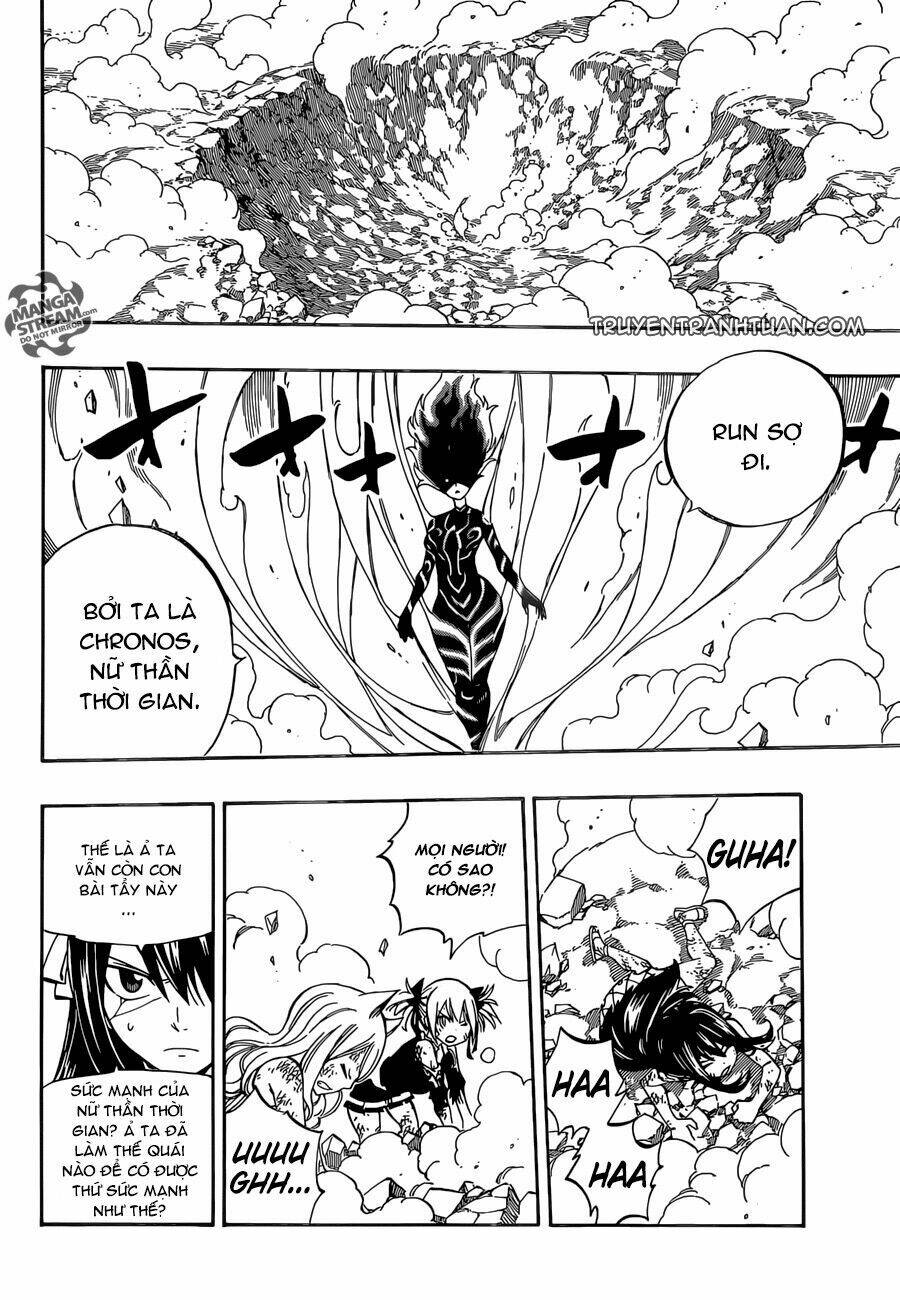 MANGA
STREAM.com
DO NOT MIRROR
TRUYENTRANHTUAN.COM
RUN SỢ
ĐI.
BỞI TA LÀ
CHRONOS,
NỮ THẦN
THỜI GIAN.
GUHA!
HAA
HAA
MỌI NGƯỜI!
CÓ SAO
KHÔNG?!
UUUU
GHH...
THẾ LÀ Ả TA
VẪN CÒN CON
BÀI TẨY NÀY
...
SỨC MẠNH CỦA
NỮ THẦN THỜI
GIAN? Ả TA ĐÃ
LÀM THẾ QUÁI
NÀO ĐỂ CÓ ĐƯỢC
THỨ SỨC MẠNH
NHƯ THẾ?